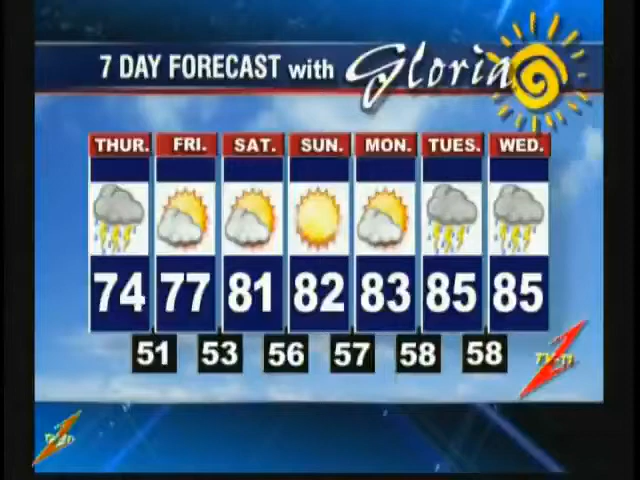 7 DAY FORECAST with Gloria
THUR. FRI. SAT. SUN. MON. TUES. WED.
74 77 81 82 83 85 85
51 53 56 57 58 58